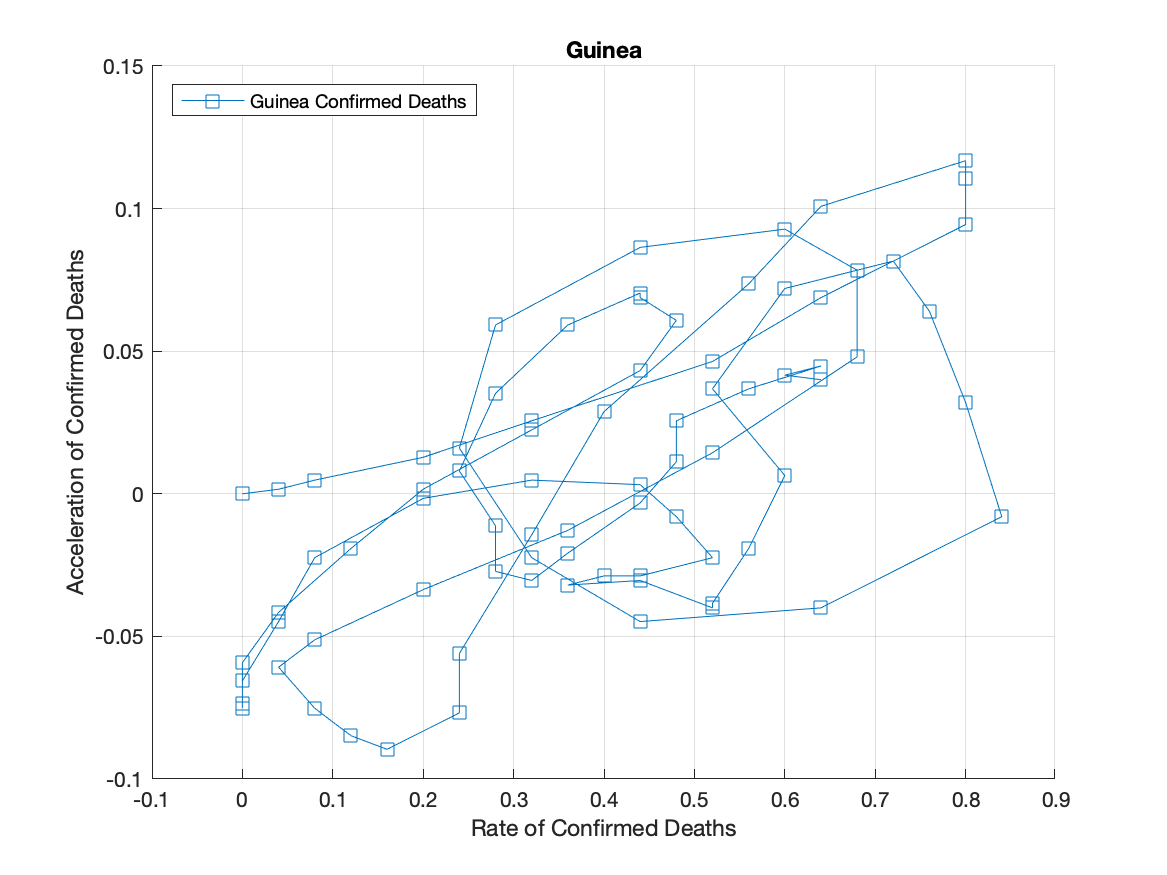 Guinea
0.15
Guinea Confirmed Deaths
0.1
0.05
0
-0.05
-0.1
Acceleration of Confirmed Deaths
-0.1 0 0.1 0.2 0.3 0.4 0.5 0.6 0.7 0.8 0.9
Rate of Confirmed Deaths